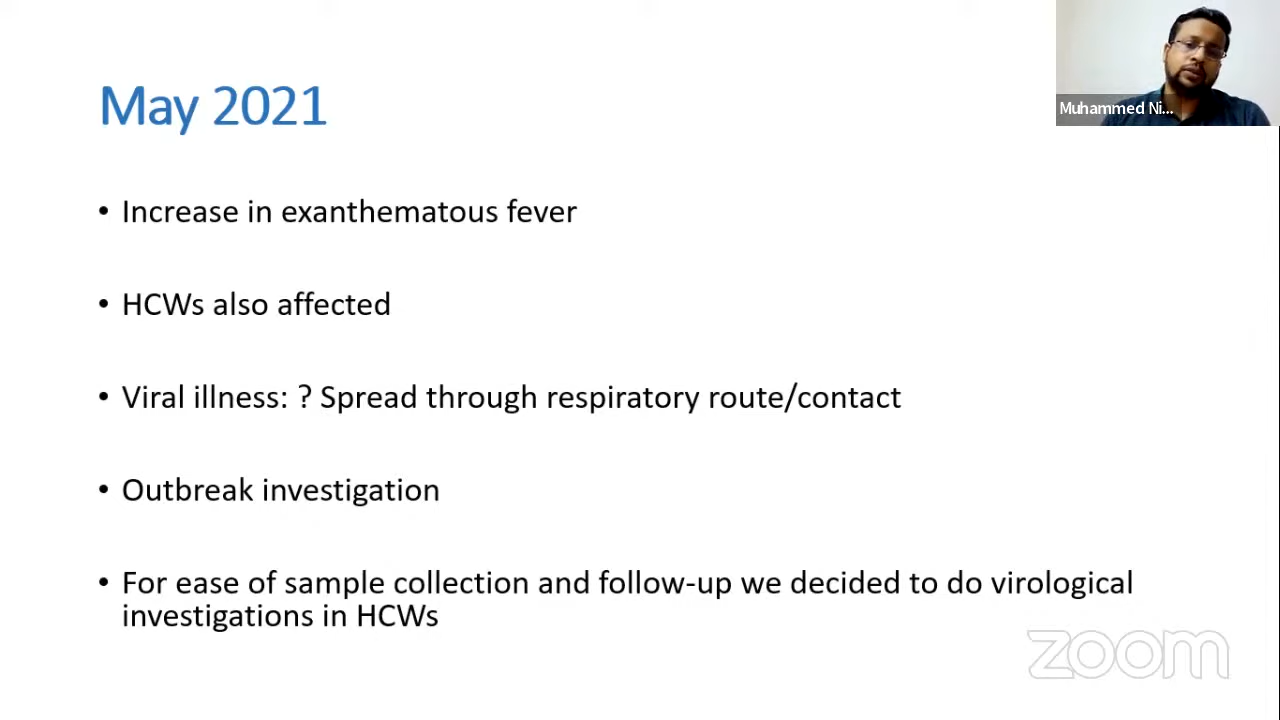 May 2021
Muhammed Ni...
• Increase in exanthematous fever
• HCWs also affected
• Viral illness: ? Spread through respiratory route/contact
• Outbreak investigation
• For ease of sample collection and follow-up we decided to do virological
investigations in HCWs
zoom